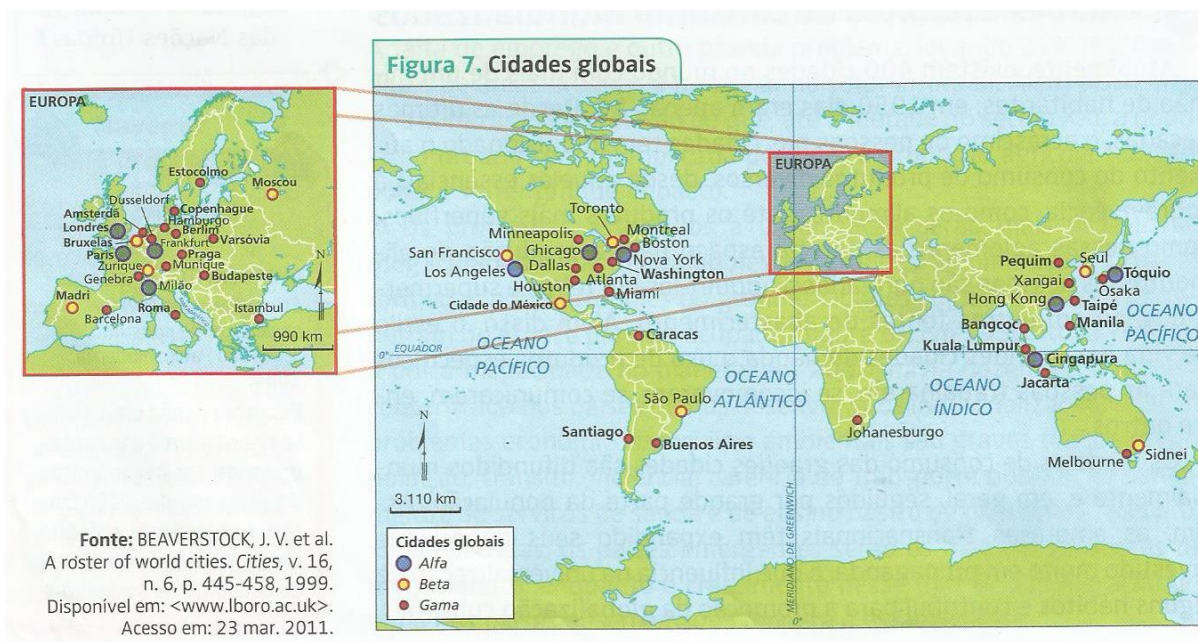 das Nações Unidas
Figura 7. Cidades globais
EUROPA
Estocolmo
Moscou
Dusseldorf
Copenhague
Amsterdã
Hamburgo
Londres
Berlim
Bruxelas
Frankfurt
Varsóvia
Paris
Praga
Zurique
Munique
Genebra
Budapeste
Milão
Madri
Roma
Istambul
Barcelona
N
990 km
EUROPA
Toronto
Minneapolis
Montreal
Chicago
Boston
San Francisco
Nova York
Los Angeles
Dallas
Washington
Houston
Atlanta
Miami
Cidade do México
Caracas
0° EQUADOR
OCEANO
PACÍFICO
São Paulo
OCEANO
ATLÂNTICO
Santiago
Buenos Aires
Johanesburgo
OCEANO
ÍNDICO
Pequim
Seul
Tóquio
Xangai
Osaka
Hong Kong
Taipé
OCEANO
PACÍFICO
Bangcoc
Manila
Kuala Lumpur
Cingapura
Jacarta
Melbourne
Sidnei
N
3.110 km
MERIDIANO DE GREENWICH
0°
Cidades globais
Alfa
Beta
Gama
Fonte: BEAVERSTOCK, J. V. et al.
A roster of world cities. Cities, v. 16,
n. 6, p. 445-458, 1999.
Disponível em: <www.lboro.ac.uk>.
Acesso em: 23 mar. 2011.